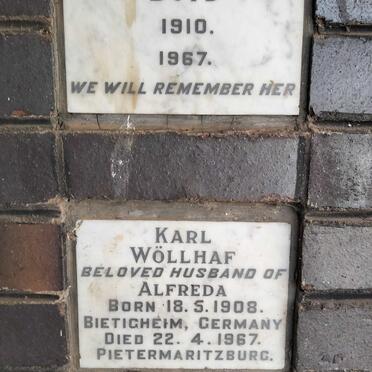 1910.
1967.
WE WILL REMEMBER HER
KARL
WÖLLHAF
BELOVED HUSBAND OF
ALFREDA
BORN 18.5.1908.
BIETIGHEIM, GERMANY
DIED 22. 4. 1967.
PIETERMARITZBURG.